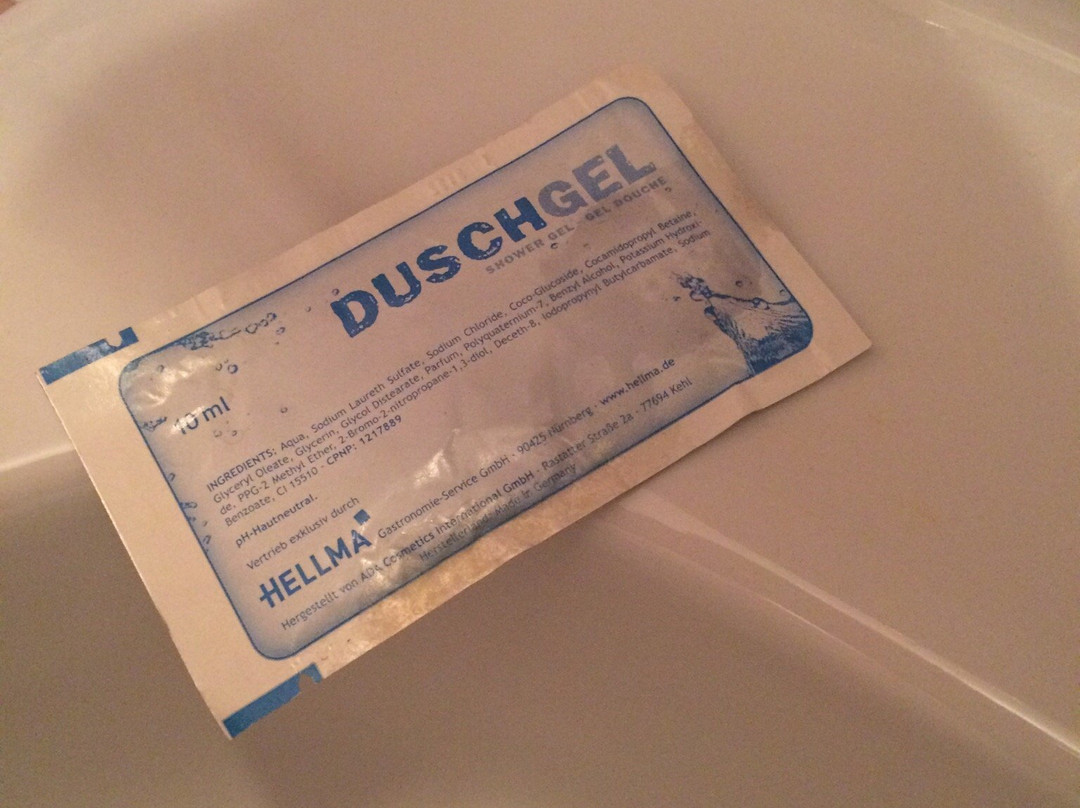 DUSCHGEL
SHOWER GEL · GEL DOUCHE
10 ml
INGREDIENTS: Aqua, Sodium Laureth Sulfate, Sodium Chloride, Coco-Glucoside, Cocamidopropyl Betaine,
Glyceryl Oleate, Glycerin, Glycol Distearate, Parfum, Polyquaternium-7, Benzyl Alcohol, Potassium Hydroxi-
de, PPG-2 Methyl Ether, 2-Bromo-2-nitropropane-1,3-diol, Deceth-8, Iodopropynyl Butylcarbamate, Sodium
Benzoate, CI 15510 · CPNP: 1217889
pH-Hautneutral.
Vertrieb exklusiv durch
HELLMA Gastronomie-Service GmbH · 90425 Nürnberg · www.hellma.de
Hergestellt von ADA Cosmetics International GmbH · Rastatter Straße 2a · 77694 Kehl
Herstellerland: Made in Germany